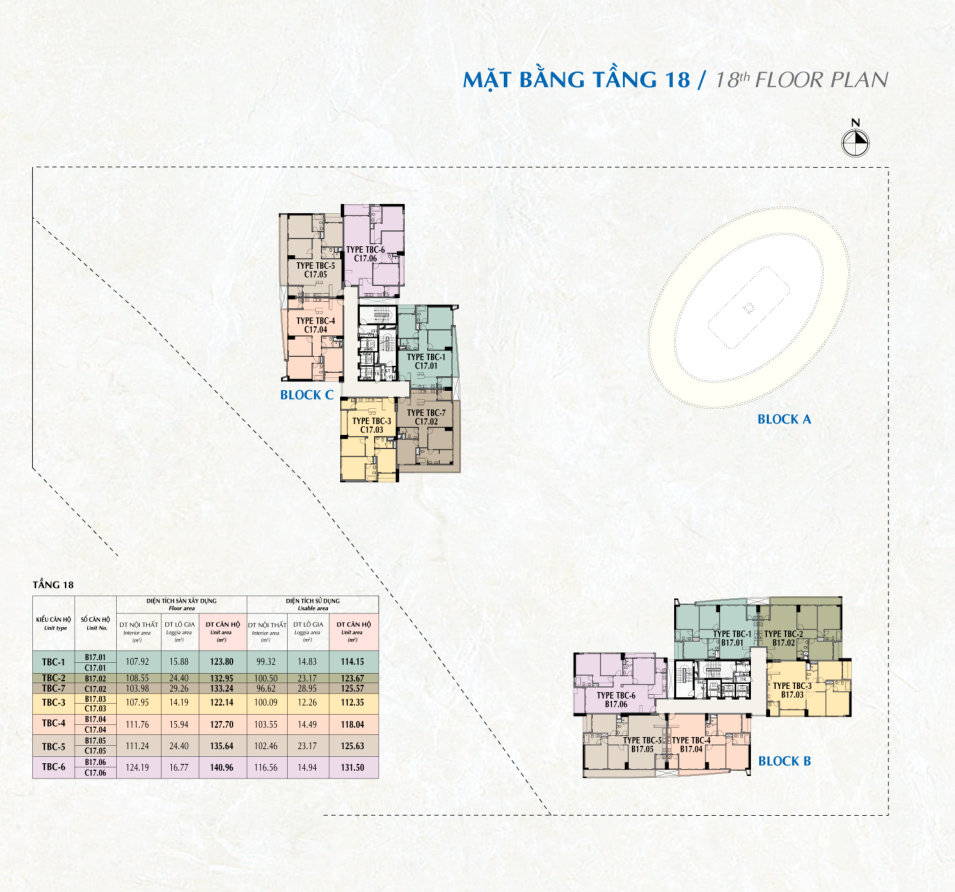 MẶT BẰNG TẦNG 18 / 18th FLOOR PLAN
N
TYPE TBC-6
C17.06
TYPE TBC-5
C17.05
TYPE TBC-4
C17.04
TYPE TBC-1
C17.01
BLOCK C
TYPE TBC-3
C17.03
TYPE TBC-7
C17.02
BLOCK A
TẦNG 18
KIỂU CĂN HỘ
Unit type
SỐ CĂN HỘ
Unit No.
DIỆN TÍCH SÀN XÂY DỰNG
Floor area
DIỆN TÍCH SỬ DỤNG
Usable area
DT NỘI THẤT
Interior area
(m²)
DT LÔ GIA
Loggia area
(m²)
DT CĂN HỘ
Unit area
(m²)
DT NỘI THẤT
Interior area
(m²)
DT LÔ GIA
Loggia area
(m²)
DT CĂN HỘ
Unit area
(m²)
TBC-1 B17.01 C17.01 107.92 15.88 123.80 99.32 14.83 114.15
TBC-2 B17.02 108.55 24.40 132.95 100.50 23.17 123.67
TBC-7 C17.02 103.98 29.26 133.24 96.62 28.95 125.57
TBC-3 B17.03 C17.03 107.95 14.19 122.14 100.09 12.26 112.35
TBC-4 B17.04 C17.04 111.76 15.94 127.70 103.55 14.49 118.04
TBC-5 B17.05 C17.05 111.24 24.40 135.64 102.46 23.17 125.63
TBC-6 B17.06 C17.06 124.19 16.77 140.96 116.56 14.94 131.50
TYPE TBC-1
B17.01
TYPE TBC-2
B17.02
TYPE TBC-3
B17.03
TYPE TBC-6
B17.06
TYPE TBC-5
B17.05
TYPE TBC-4
B17.04
BLOCK B